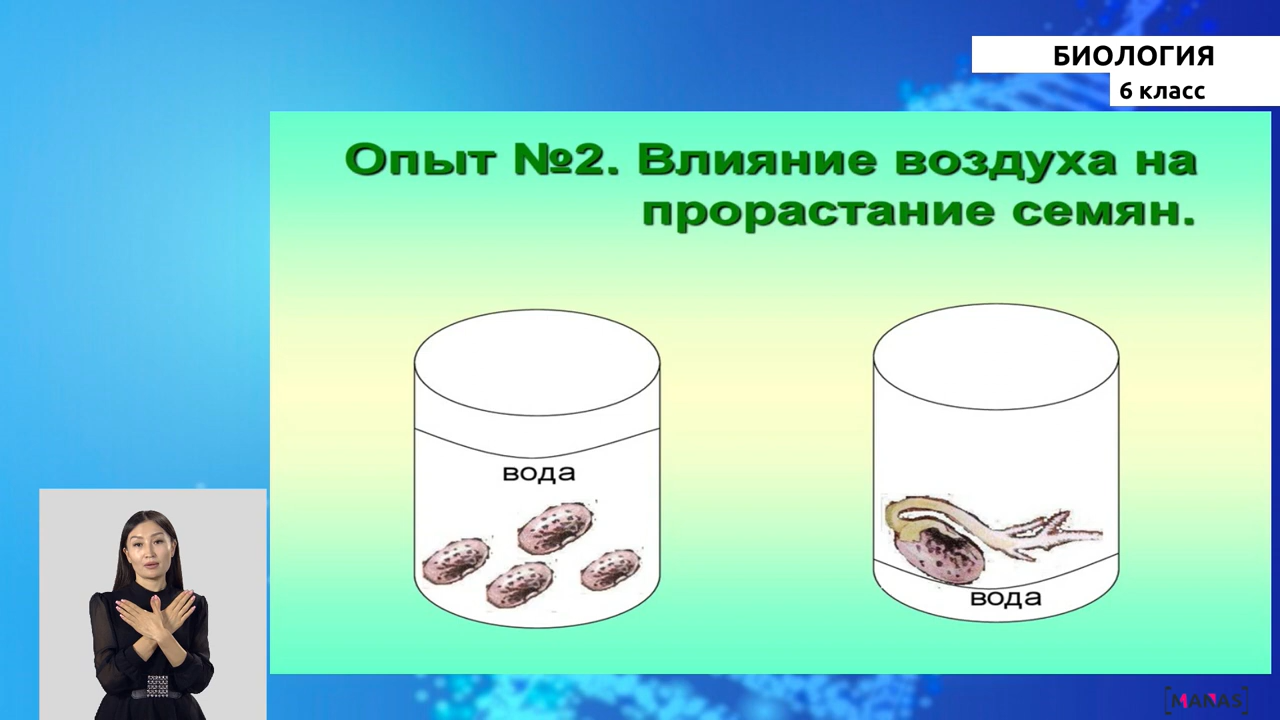 БИОЛОГИЯ
6 класс
Опыт №2. Влияние воздуха на
прорастание семян.
вода
вода
MANAS